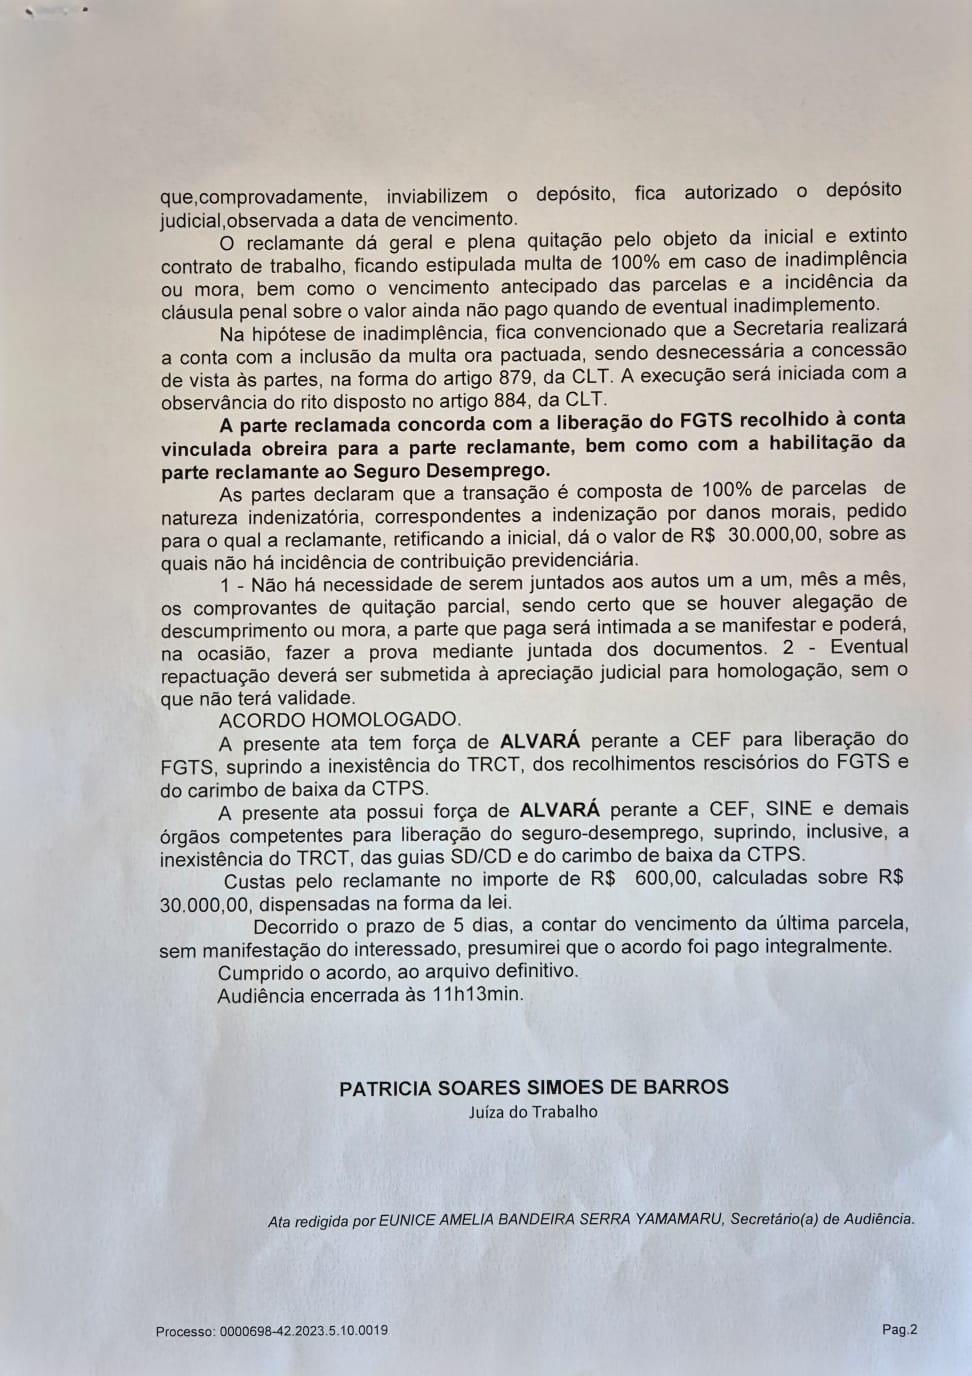 que,comprovadamente, inviabilizem o depósito, fica autorizado o depósito
judicial,observada a data de vencimento.
O reclamante dá geral e plena quitação pelo objeto da inicial e extinto
contrato de trabalho, ficando estipulada multa de 100% em caso de inadimplência
ou mora, bem como o vencimento antecipado das parcelas e a incidência da
cláusula penal sobre o valor ainda não pago quando de eventual inadimplemento.
Na hipótese de inadimplência, fica convencionado que a Secretaria realizará
a conta com a inclusão da multa ora pactuada, sendo desnecessária a concessão
de vista às partes, na forma do artigo 879, da CLT. A execução será iniciada com a
observância do rito disposto no artigo 884, da CLT.
A parte reclamada concorda com a liberação do FGTS recolhido à conta
vinculada obreira para a parte reclamante, bem como com a habilitação da
parte reclamante ao Seguro Desemprego.
As partes declaram que a transação é composta de 100% de parcelas de
natureza indenizatória, correspondentes a indenização por danos morais, pedido
para o qual a reclamante, retificando a inicial, dá o valor de R$ 30.000,00, sobre as
quais não há incidência de contribuição previdenciária.
1 - Não há necessidade de serem juntados aos autos um a um, mês a mês,
os comprovantes de quitação parcial, sendo certo que se houver alegação de
descumprimento ou mora, a parte que paga será intimada a se manifestar e poderá,
na ocasião, fazer a prova mediante juntada dos documentos. 2 - Eventual
repactuação deverá ser submetida à apreciação judicial para homologação, sem o
que não terá validade.
ACORDO HOMOLOGADO.
A presente ata tem força de ALVARÁ perante a CEF para liberação do
FGTS, suprindo a inexistência do TRCT, dos recolhimentos rescisórios do FGTS e
do carimbo de baixa da CTPS.
A presente ata possui força de ALVARÁ perante a CEF, SINE e demais
órgãos competentes para liberação do seguro-desemprego, suprindo, inclusive, a
inexistência do TRCT, das guias SD/CD e do carimbo de baixa da CTPS.
Custas pelo reclamante no importe de R$ 600,00, calculadas sobre R$
30.000,00, dispensadas na forma da lei.
Decorrido o prazo de 5 dias, a contar do vencimento da última parcela,
sem manifestação do interessado, presumirei que o acordo foi pago integralmente.
Cumprido o acordo, ao arquivo definitivo.
Audiência encerrada às 11h13min.
PATRICIA SOARES SIMOES DE BARROS
Juíza do Trabalho
Ata redigida por EUNICE AMELIA BANDEIRA SERRA YAMAMARU, Secretário(a) de Audiência.
Processo: 0000698-42.2023.5.10.0019
Pag.2